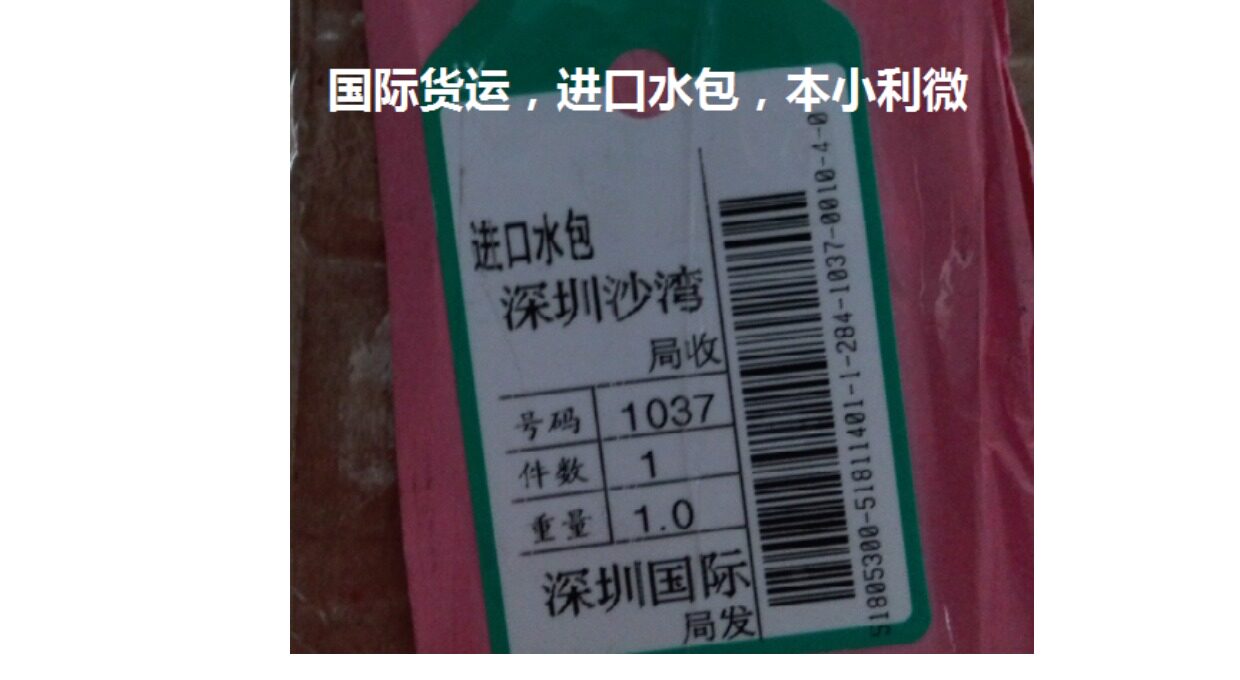 国际货运，进口水包，本小利微
进口水包
深圳沙湾
局收
号码 1037
件数 1
重量 1.0
深圳国际
局发
51805300-51811401-1-284-1037-0010-4-0